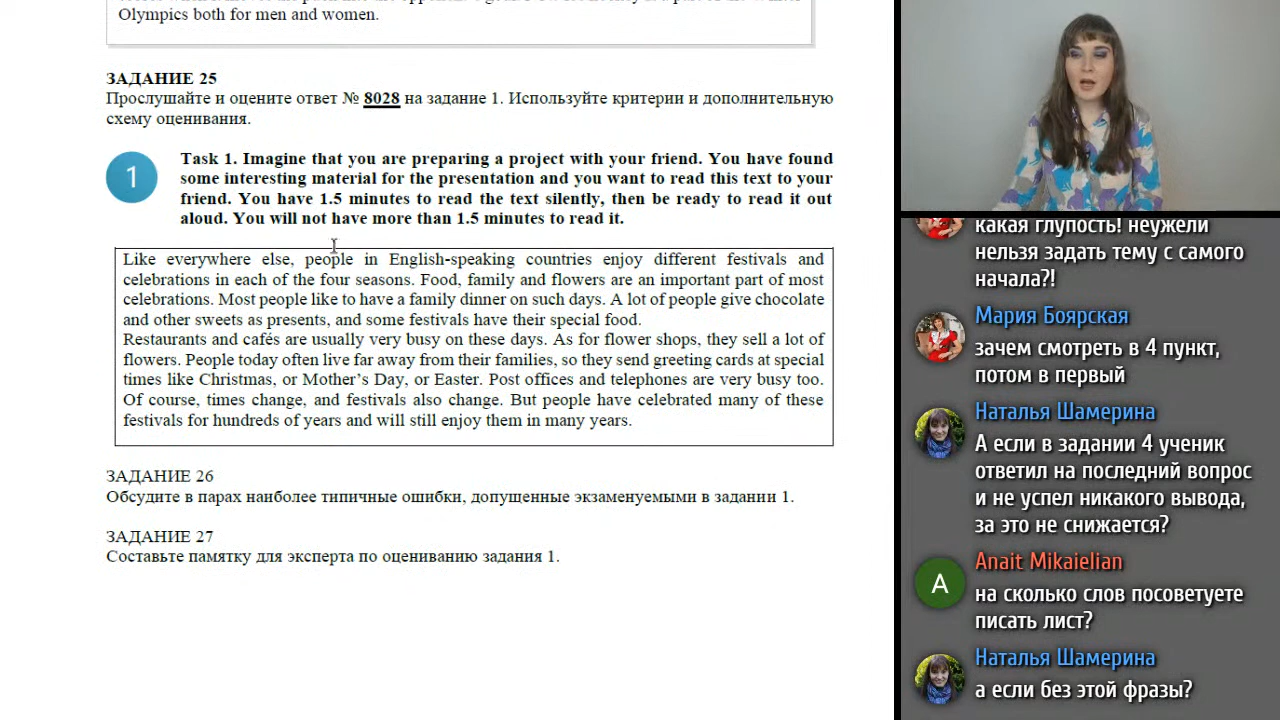 Olympics both for men and women.
ЗАДАНИЕ 25
Прослушайте и оцените ответ № 8028 на задание 1. Используйте критерии и дополнительную
схему оценивания.
1
Task 1. Imagine that you are preparing a project with your friend. You have found
some interesting material for the presentation and you want to read this text to your
friend. You have 1.5 minutes to read the text silently, then be ready to read it out
aloud. You will not have more than 1.5 minutes to read it.
Like everywhere else, people in English-speaking countries enjoy different festivals and
celebrations in each of the four seasons. Food, family and flowers are an important part of most
celebrations. Most people like to have a family dinner on such days. A lot of people give chocolate
and other sweets as presents, and some festivals have their special food.
Restaurants and cafés are usually very busy on these days. As for flower shops, they sell a lot of
flowers. People today often live far away from their families, so they send greeting cards at special
times like Christmas, or Mother’s Day, or Easter. Post offices and telephones are very busy too.
Of course, times change, and festivals also change. But people have celebrated many of these
festivals for hundreds of years and will still enjoy them in many years.
ЗАДАНИЕ 26
Обсудите в парах наиболее типичные ошибки, допущенные экзаменуемыми в задании 1.
ЗАДАНИЕ 27
Составьте памятку для эксперта по оцениванию задания 1.
какая глупость! неужели
нельзя задать тему с самого
начала?!
Мария Боярская
зачем смотреть в 4 пункт,
потом в первый
Наталья Шамерина
А если в задании 4 ученик
ответил на последний вопрос
и не успел никакого вывода,
за это не снижается?
Anait Mikaielian
A
на сколько слов посоветуете
писать лист?
Наталья Шамерина
а если без этой фразы?